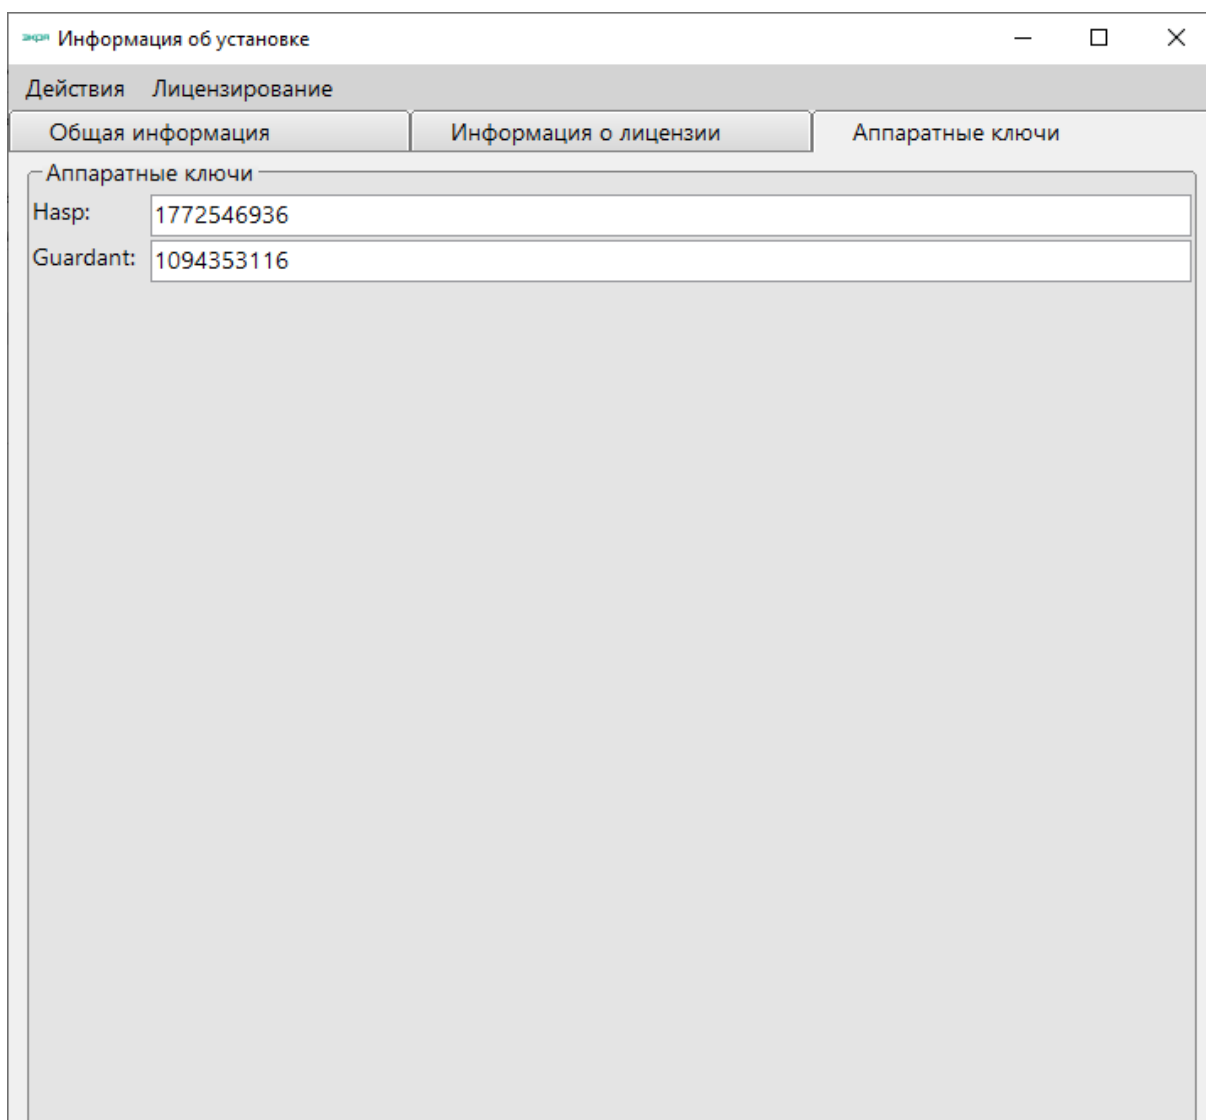 экра Информация об установке
Действия Лицензирование
Общая информация Информация о лицензии Аппаратные ключи
Аппаратные ключи
Hasp: 1772546936
Guardant: 1094353116